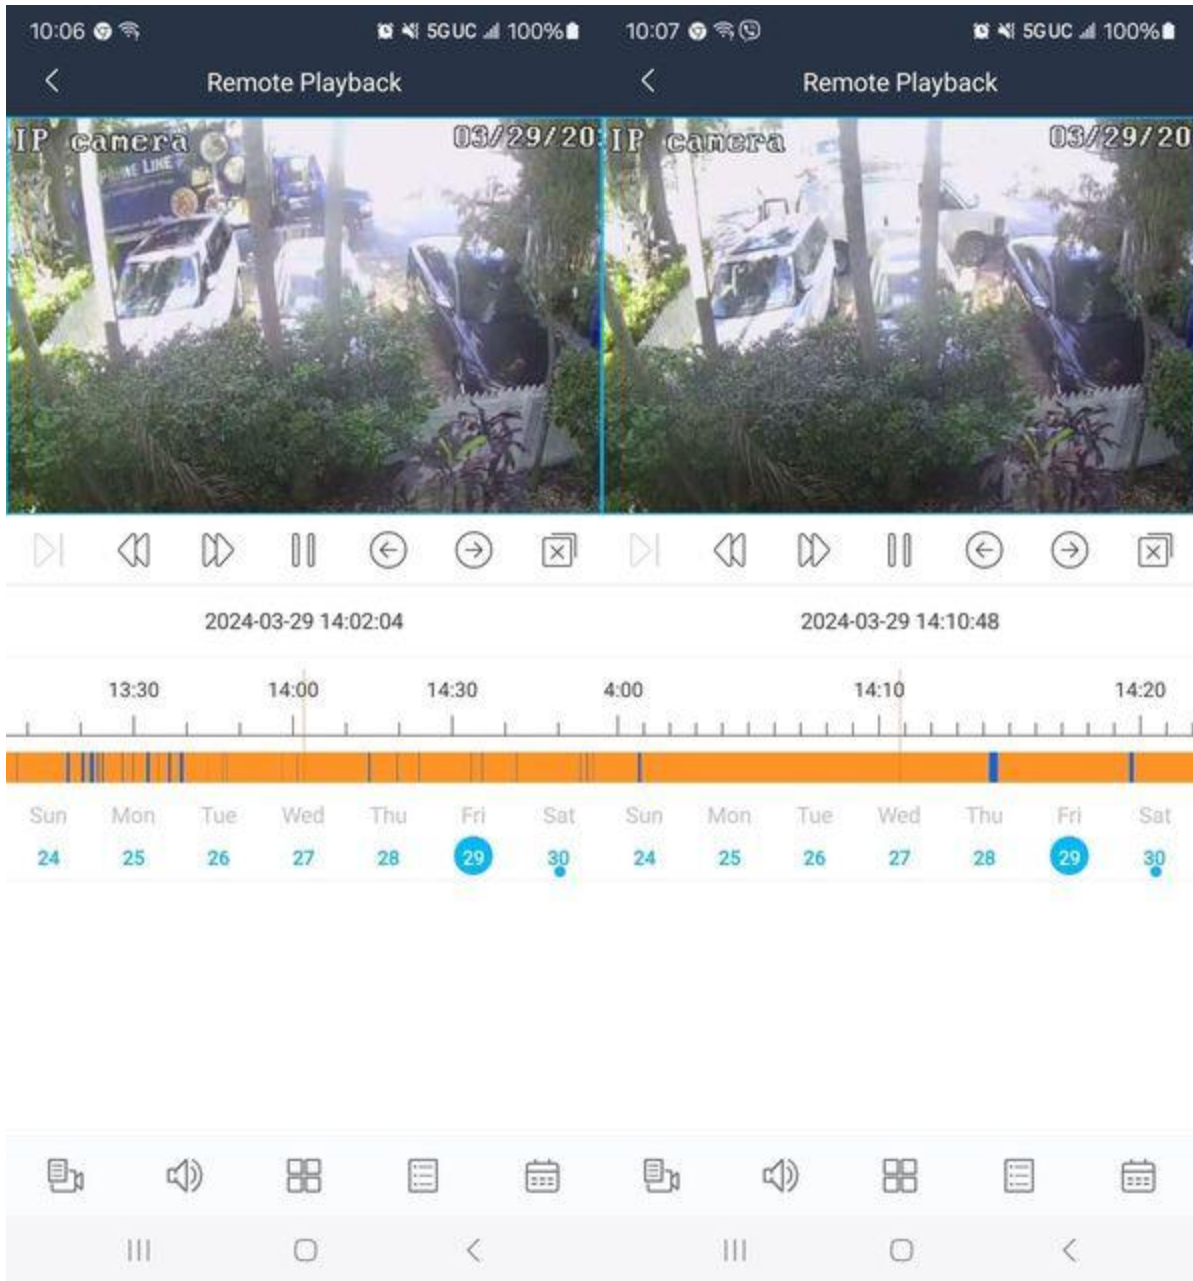 10:06 5GUC 100%
Remote Playback
IP camera 03/29/20
LINE
2024-03-29 14:02:04
13:30 14:00 14:30
Sun Mon Tue Wed Thu Fri Sat
24 25 26 27 28 29 30
10:07 5GUC 100%
Remote Playback
IP camera 03/29/20
2024-03-29 14:10:48
4:00 14:10 14:20
Sun Mon Tue Wed Thu Fri Sat
24 25 26 27 28 29 30